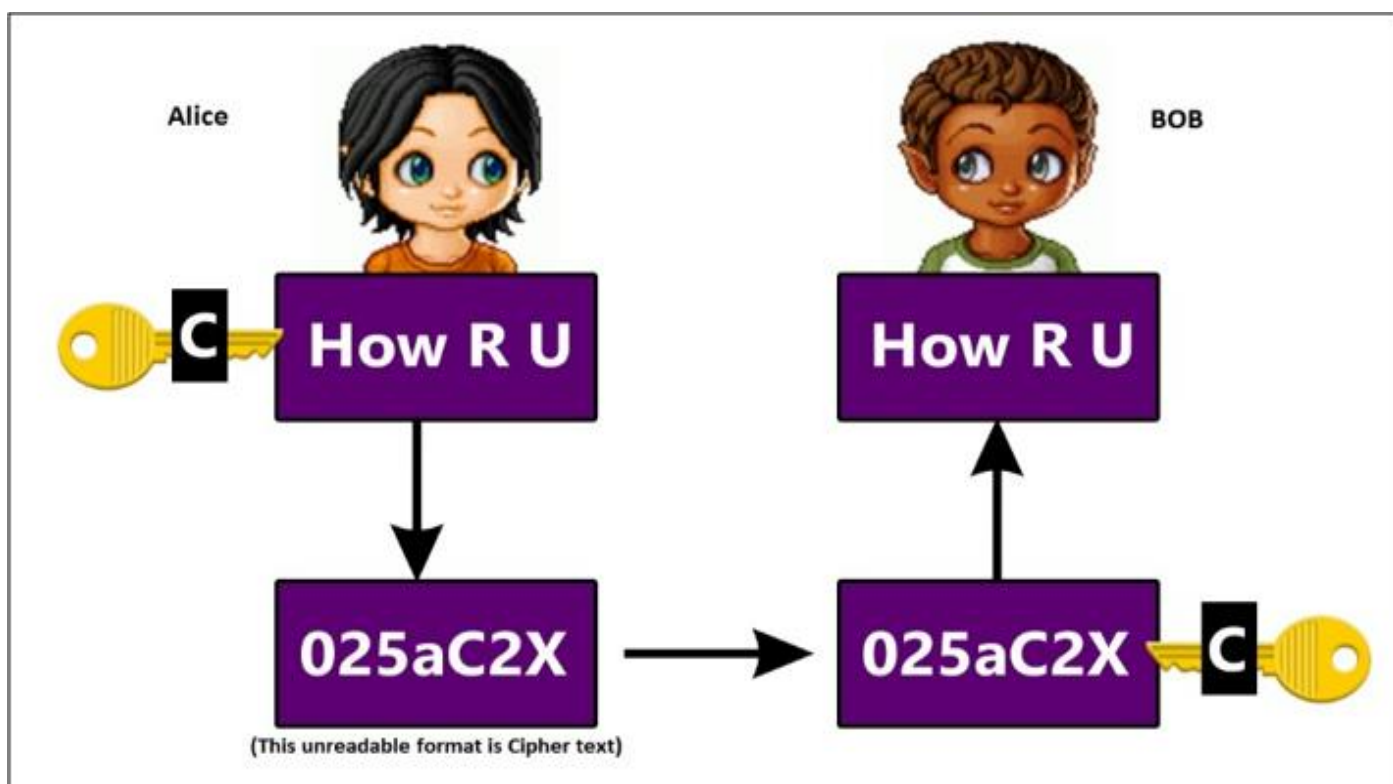 Alice
BOB
C
How R U
How R U
025aC2X
025aC2X
C
(This unreadable format is Cipher text)